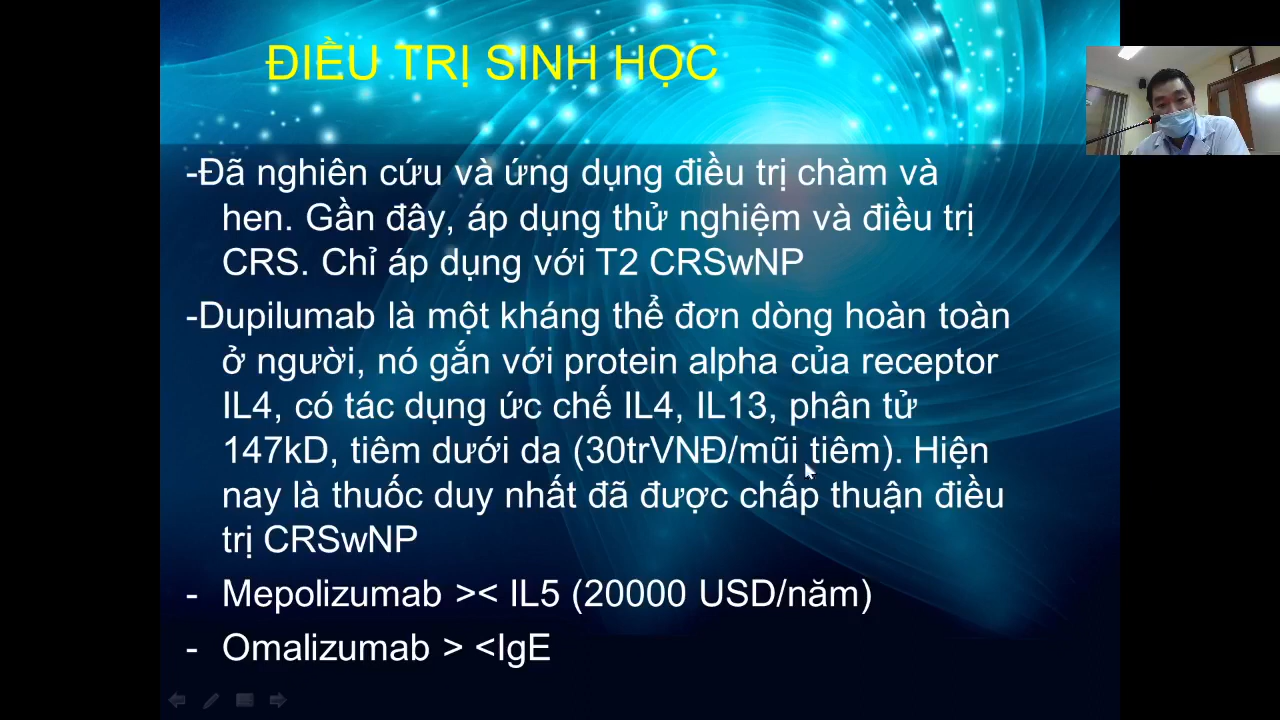 ĐIỀU TRỊ SINH HỌC
-Đã nghiên cứu và ứng dụng điều trị chàm và
hen. Gần đây, áp dụng thử nghiệm và điều trị
CRS. Chỉ áp dụng với T2 CRSwNP
-Dupilumab là một kháng thể đơn dòng hoàn toàn
ở người, nó gắn với protein alpha của receptor
IL4, có tác dụng ức chế IL4, IL13, phân tử
147kD, tiêm dưới da (30trVNĐ/mũi tiêm). Hiện
nay là thuốc duy nhất đã được chấp thuận điều
trị CRSwNP
- Mepolizumab >< IL5 (20000 USD/năm)
- Omalizumab > <IgE